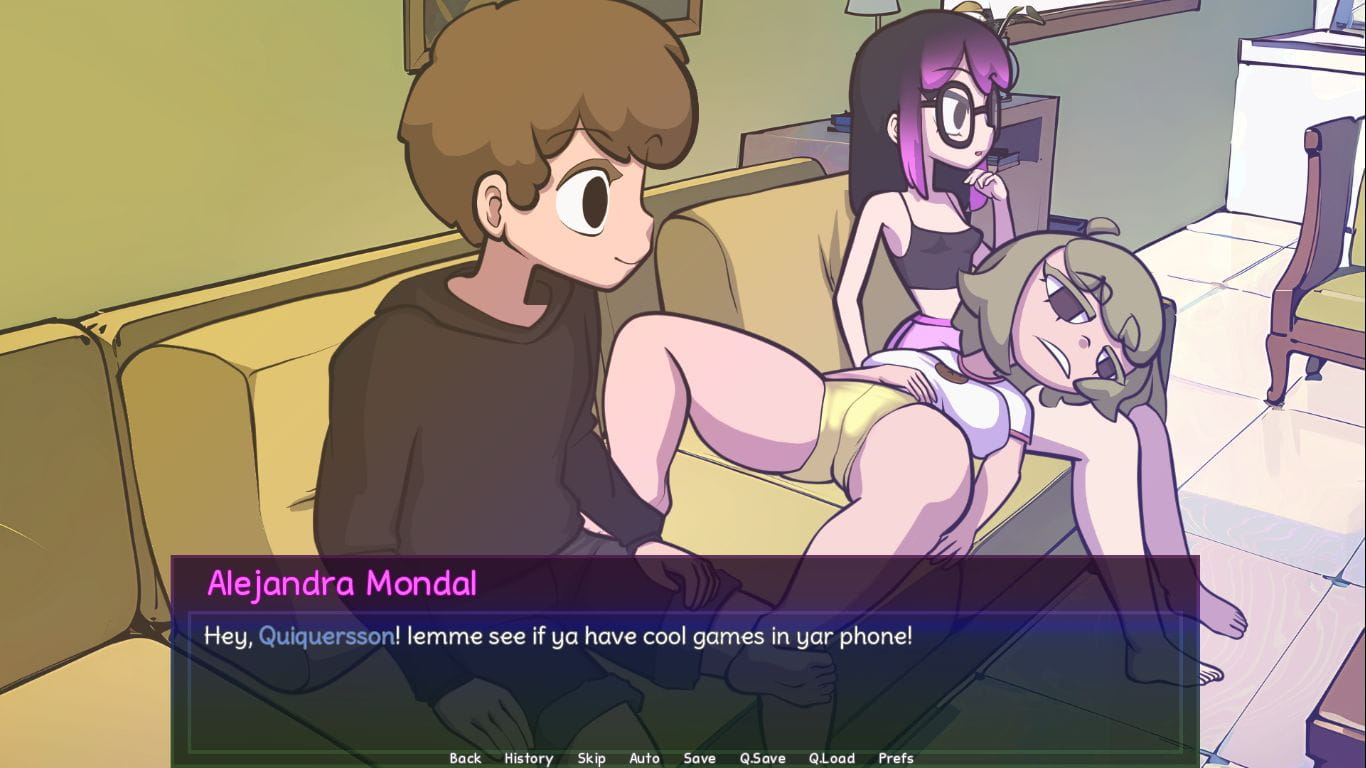 Alejandra Mondal
Hey, Quiquersson! lemme see if ya have cool games in yar phone!
Back History Skip Auto Save Q.Save Q.Load Prefs